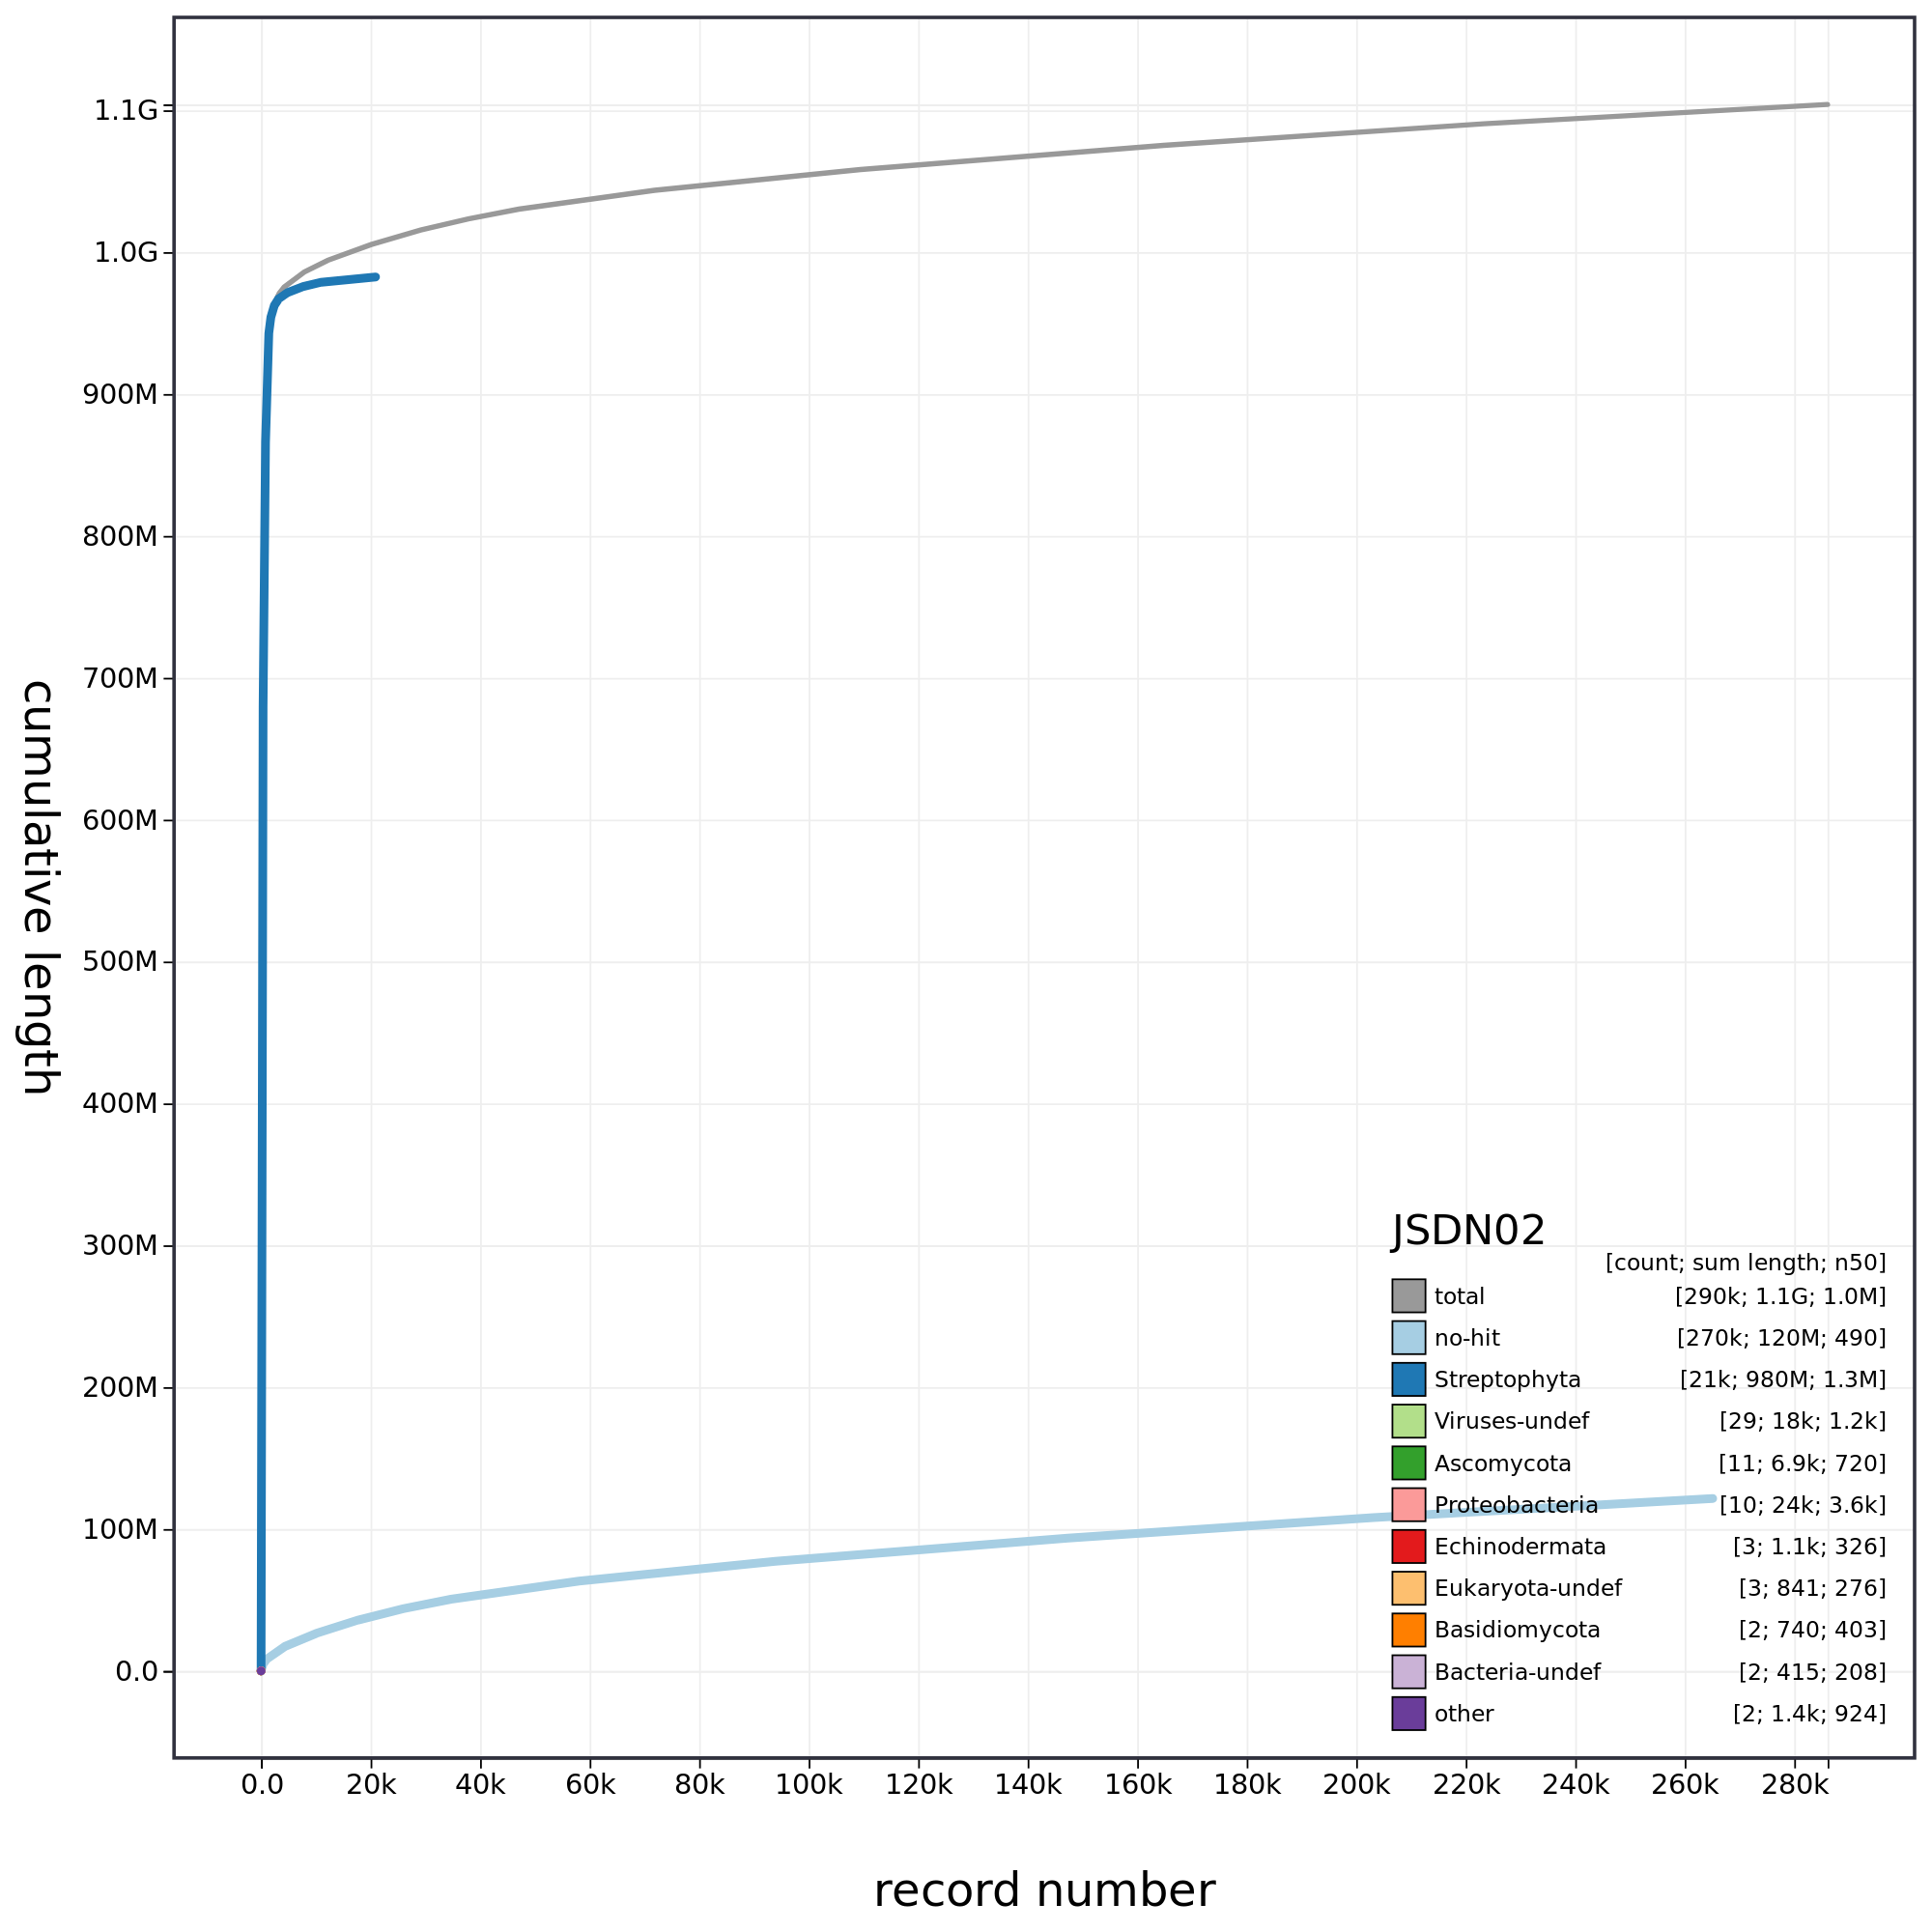 1.1G
1.0G
900M
800M
700M
600M
500M
400M
300M
200M
100M
0.0
cumulative length
JSDN02
[count; sum length; n50]
total [290k; 1.1G; 1.0M]
no-hit [270k; 120M; 490]
Streptophyta [21k; 980M; 1.3M]
Viruses-undef [29; 18k; 1.2k]
Ascomycota [11; 6.9k; 720]
Proteobacteria [10; 24k; 3.6k]
Echinodermata [3; 1.1k; 326]
Eukaryota-undef [3; 841; 276]
Basidiomycota [2; 740; 403]
Bacteria-undef [2; 415; 208]
other [2; 1.4k; 924]
0.0 20k 40k 60k 80k 100k 120k 140k 160k 180k 200k 220k 240k 260k 280k
record number